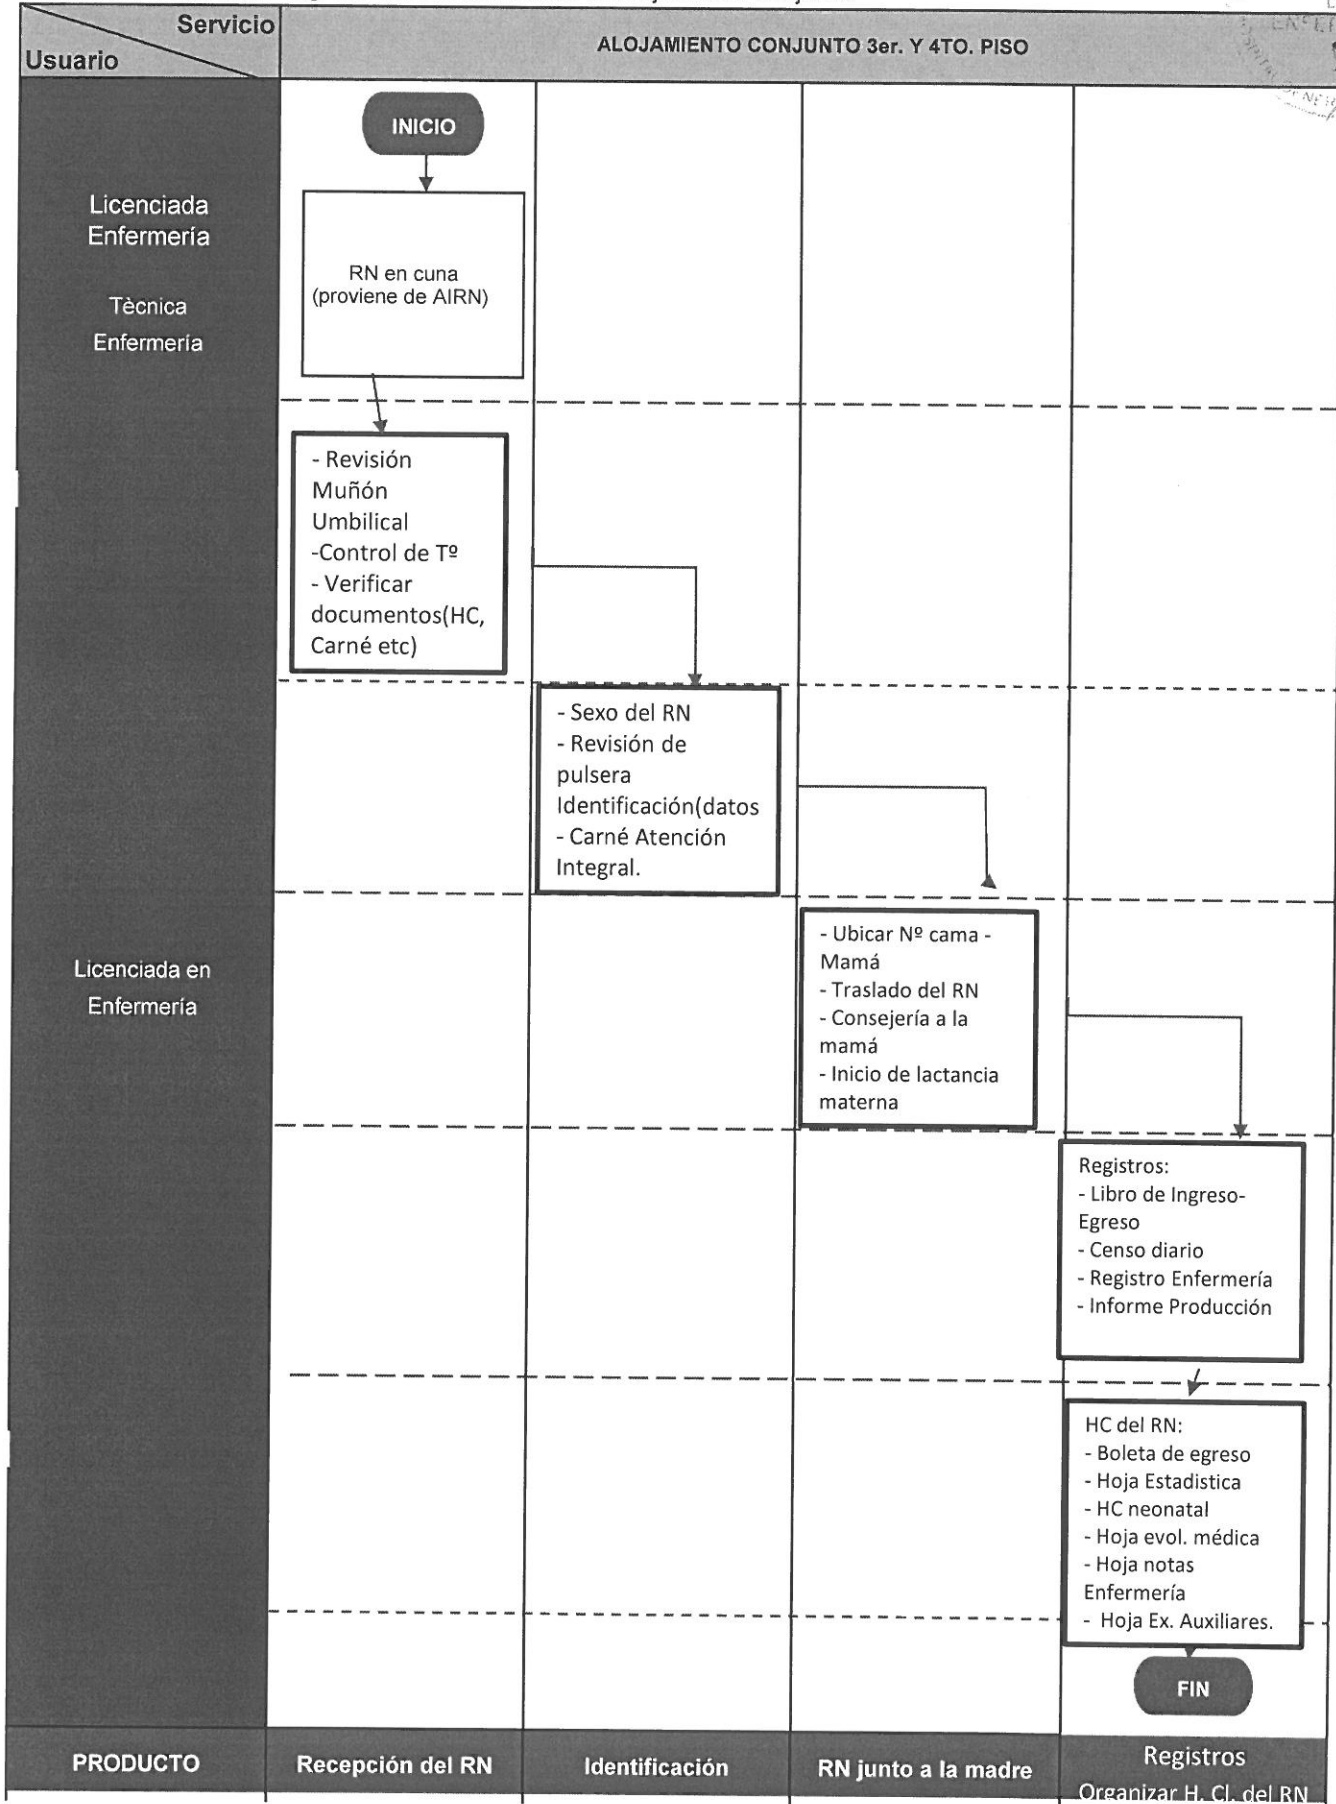 Servicio
Usuario
ALOJAMIENTO CONJUNTO 3er. Y 4TO. PISO
INICIO
Licenciada
Enfermería
Tècnica
Enfermería
RN en cuna
(proviene de AIRN)
- Revisión
Muñón
Umbilical
-Control de Tº
- Verificar
documentos(HC,
Carné etc)
- Sexo del RN
- Revisión de
pulsera
Identificación(datos
- Carné Atención
Integral.
Licenciada en
Enfermería
- Ubicar Nº cama -
Mamá
- Traslado del RN
- Consejería a la
mamá
- Inicio de lactancia
materna
Registros:
- Libro de Ingreso-
Egreso
- Censo diario
- Registro Enfermería
- Informe Producción
HC del RN:
- Boleta de egreso
- Hoja Estadistica
- HC neonatal
- Hoja evol. médica
- Hoja notas
Enfermería
- Hoja Ex. Auxiliares.
FIN
PRODUCTO
Recepción del RN
Identificación
RN junto a la madre
Registros
Organizar H. Cl. del RN